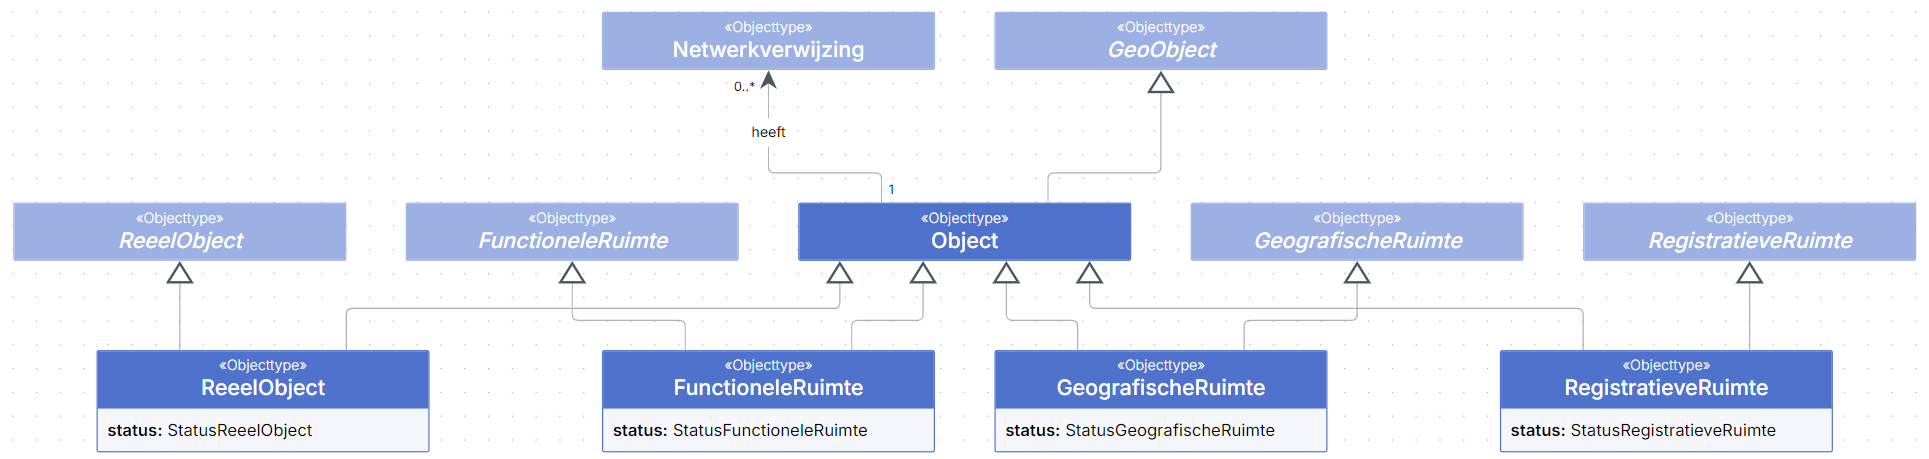 «Objecttype»
Netwerkverwijzing
«Objecttype»
GeoObject
0..*
heeft
1
«Objecttype»
ReeelObject
«Objecttype»
FunctioneleRuimte
«Objecttype»
Object
«Objecttype»
GeografischeRuimte
«Objecttype»
RegistratieveRuimte
«Objecttype»
ReeelObject
status: StatusReeelObject
«Objecttype»
FunctioneleRuimte
status: StatusFunctioneleRuimte
«Objecttype»
GeografischeRuimte
status: StatusGeografischeRuimte
«Objecttype»
RegistratieveRuimte
status: StatusRegistratieveRuimte